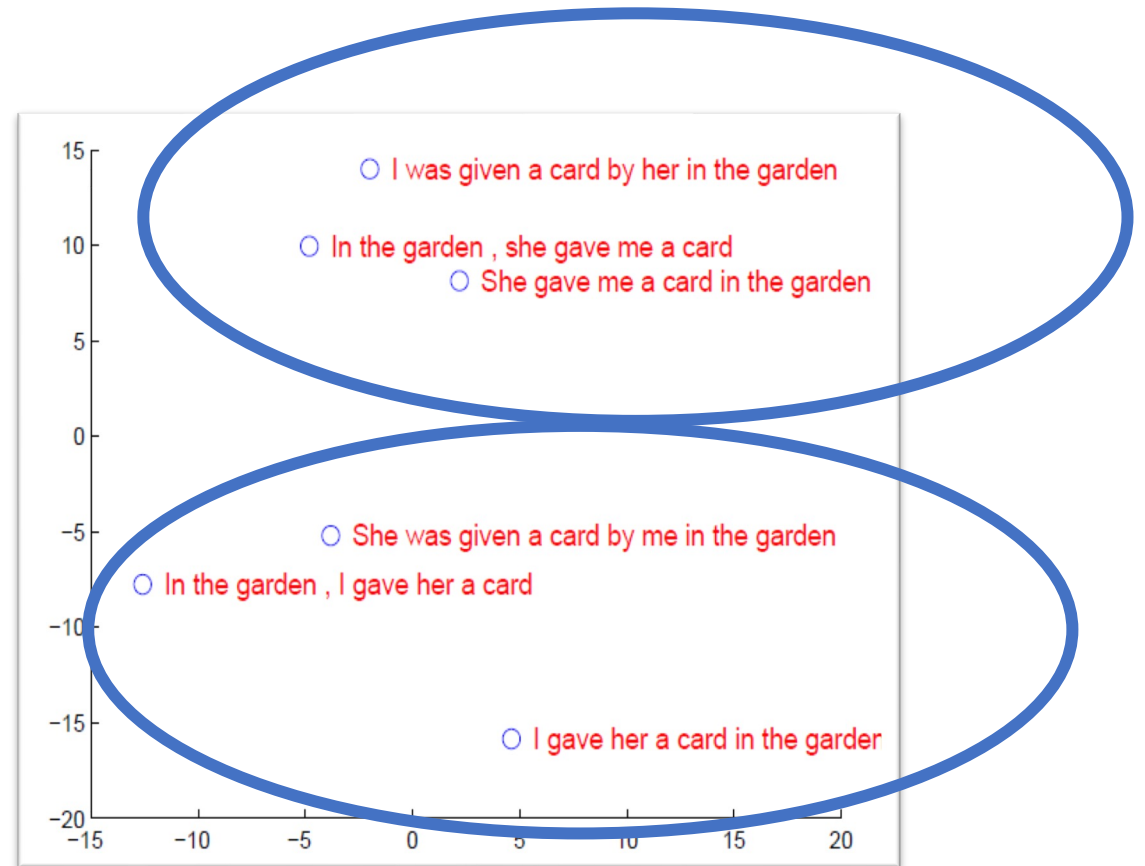 15
I was given a card by her in the garden
10
In the garden , she gave me a card
She gave me a card in the garden
5
0
−5
She was given a card by me in the garden
In the garden , I gave her a card
−10
−15
I gave her a card in the garder
−20
−15 −10 −5 0 5 10 15 20